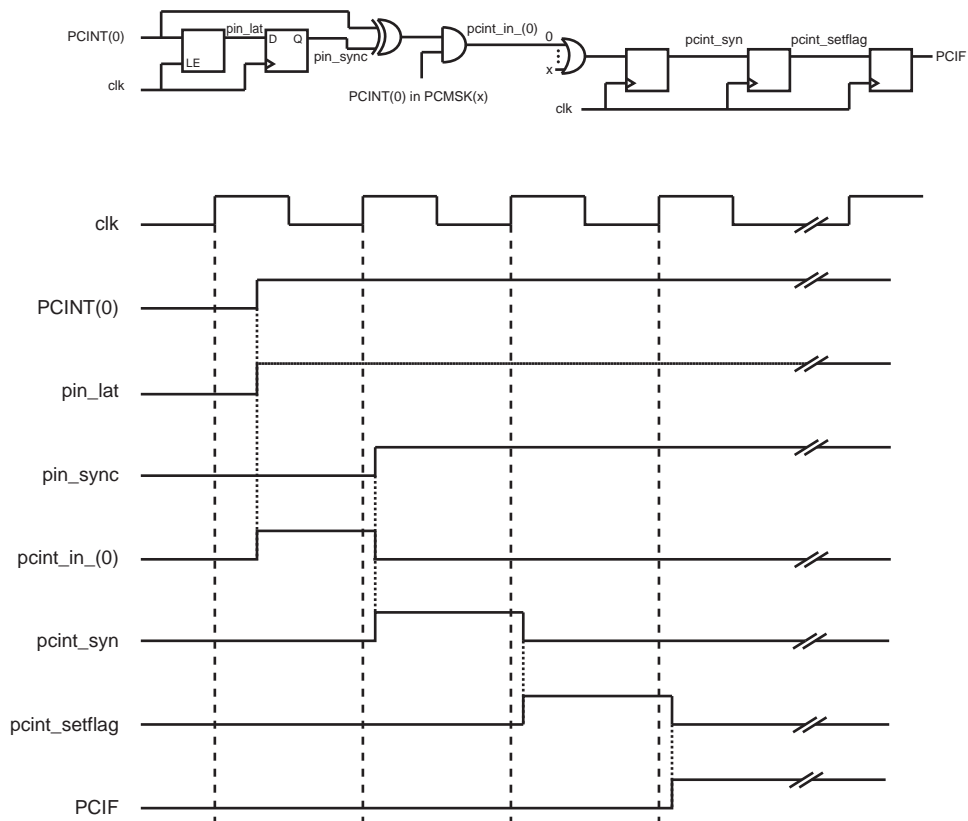 PCINT(0)
clk
LE
pin_lat
D Q
pin_sync
PCINT(0) in PCMSK(x)
pcint_in_(0)
0
x
clk
pcint_syn
pcint_setflag
PCIF
clk
PCINT(0)
pin_lat
pin_sync
pcint_in_(0)
pcint_syn
pcint_setflag
PCIF